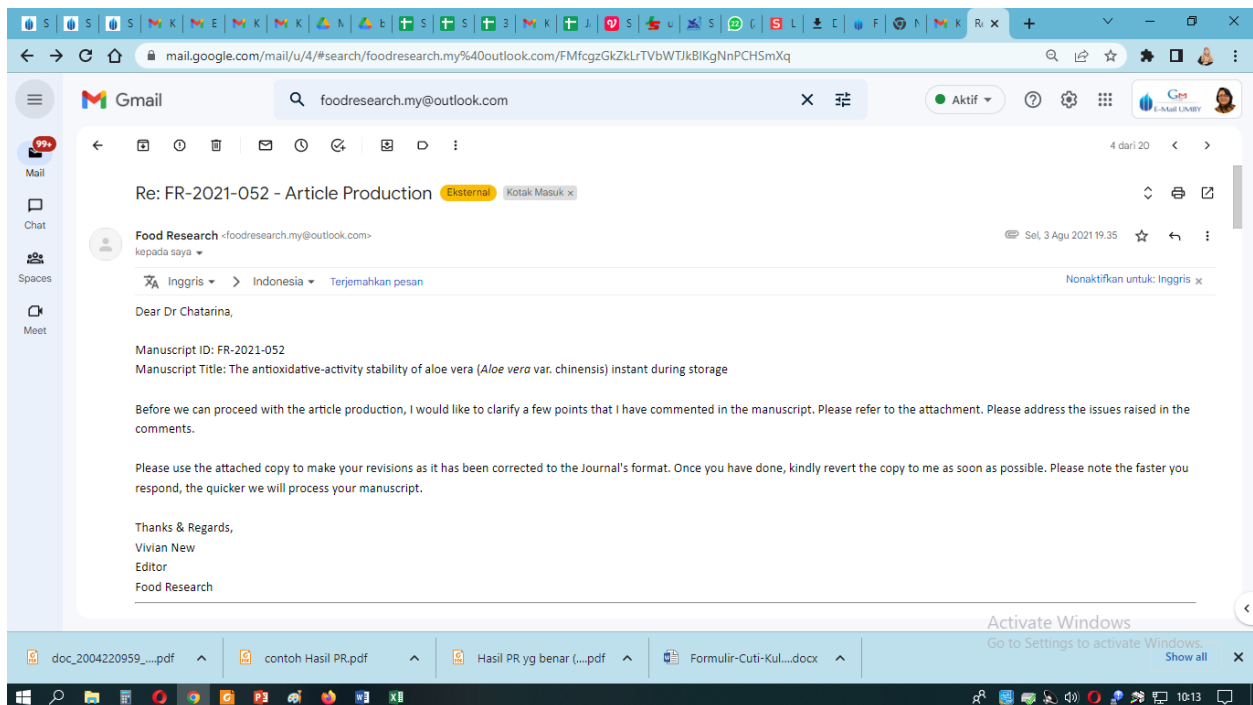 S S S M K M E M K M K N E S S 3 M K J. S u S ( L E F N M K Re
mail.google.com/mail/u/4/#search/foodresearch.my%40outlook.com/FMfcgzGkZkLrTVbWTJkBlKgNnPCHSmXq
Gmail
foodresearch.my@outlook.com
Aktif
GM
E-Mail UMBY
99+
Mail
4 dari 20
Re: FR-2021-052 - Article Production Eksternal Kotak Masuk ×
Chat
Food Research <foodresearch.my@outlook.com>
Sel, 3 Agu 2021 19.35
kepada saya
Spaces
Inggris > Indonesia Terjemahkan pesan
Nonaktifkan untuk: Inggris ×
Meet
Dear Dr Chatarina,
Manuscript ID: FR-2021-052
Manuscript Title: The antioxidative-activity stability of aloe vera (Aloe vera var. chinensis) instant during storage
Before we can proceed with the article production, I would like to clarify a few points that I have commented in the manuscript. Please refer to the attachment. Please address the issues raised in the
comments.
Please use the attached copy to make your revisions as it has been corrected to the Journal's format. Once you have done, kindly revert the copy to me as soon as possible. Please note the faster you
respond, the quicker we will process your manuscript.
Thanks & Regards,
Vivian New
Editor
Food Research
Activate Windows
Go to Settings to activate Windows.
doc_2004220959_....pdf
contoh Hasil PR.pdf
Hasil PR yg benar (....pdf
Formulir-Cuti-Kul....docx
Show all
10:13